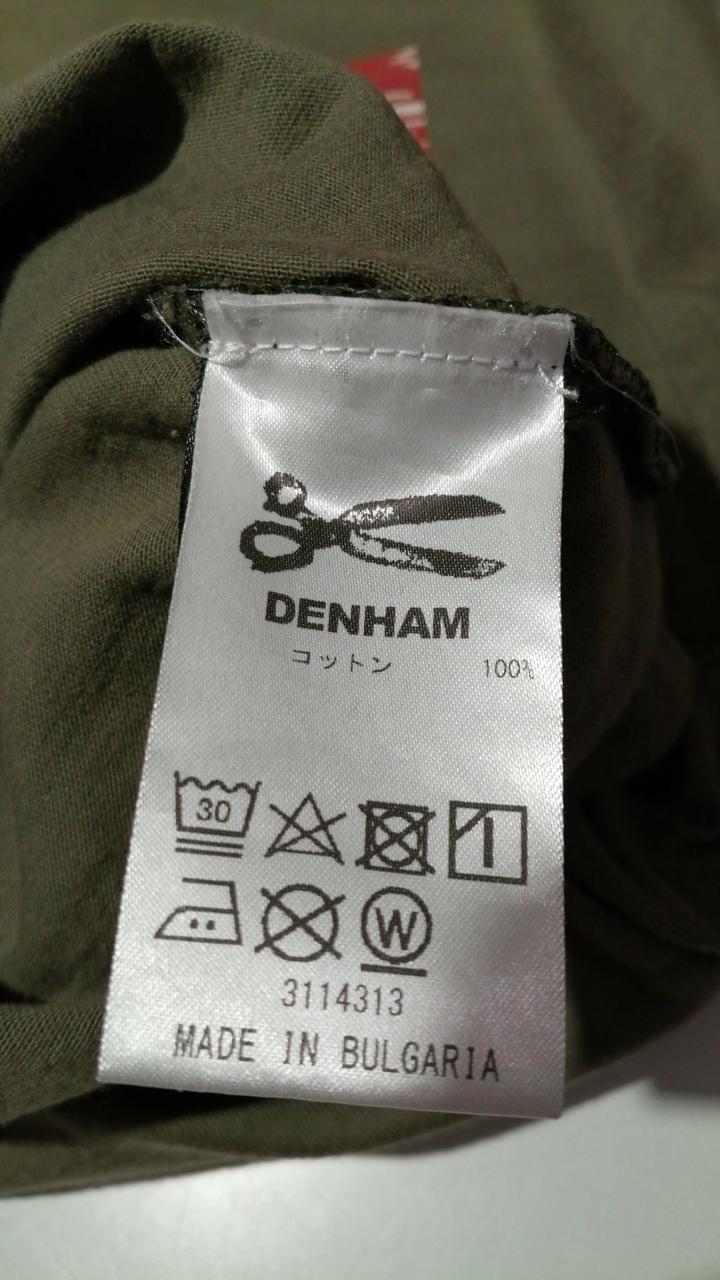 DENHAM
コットン 100%
30
W
3114313
MADE IN BULGARIA